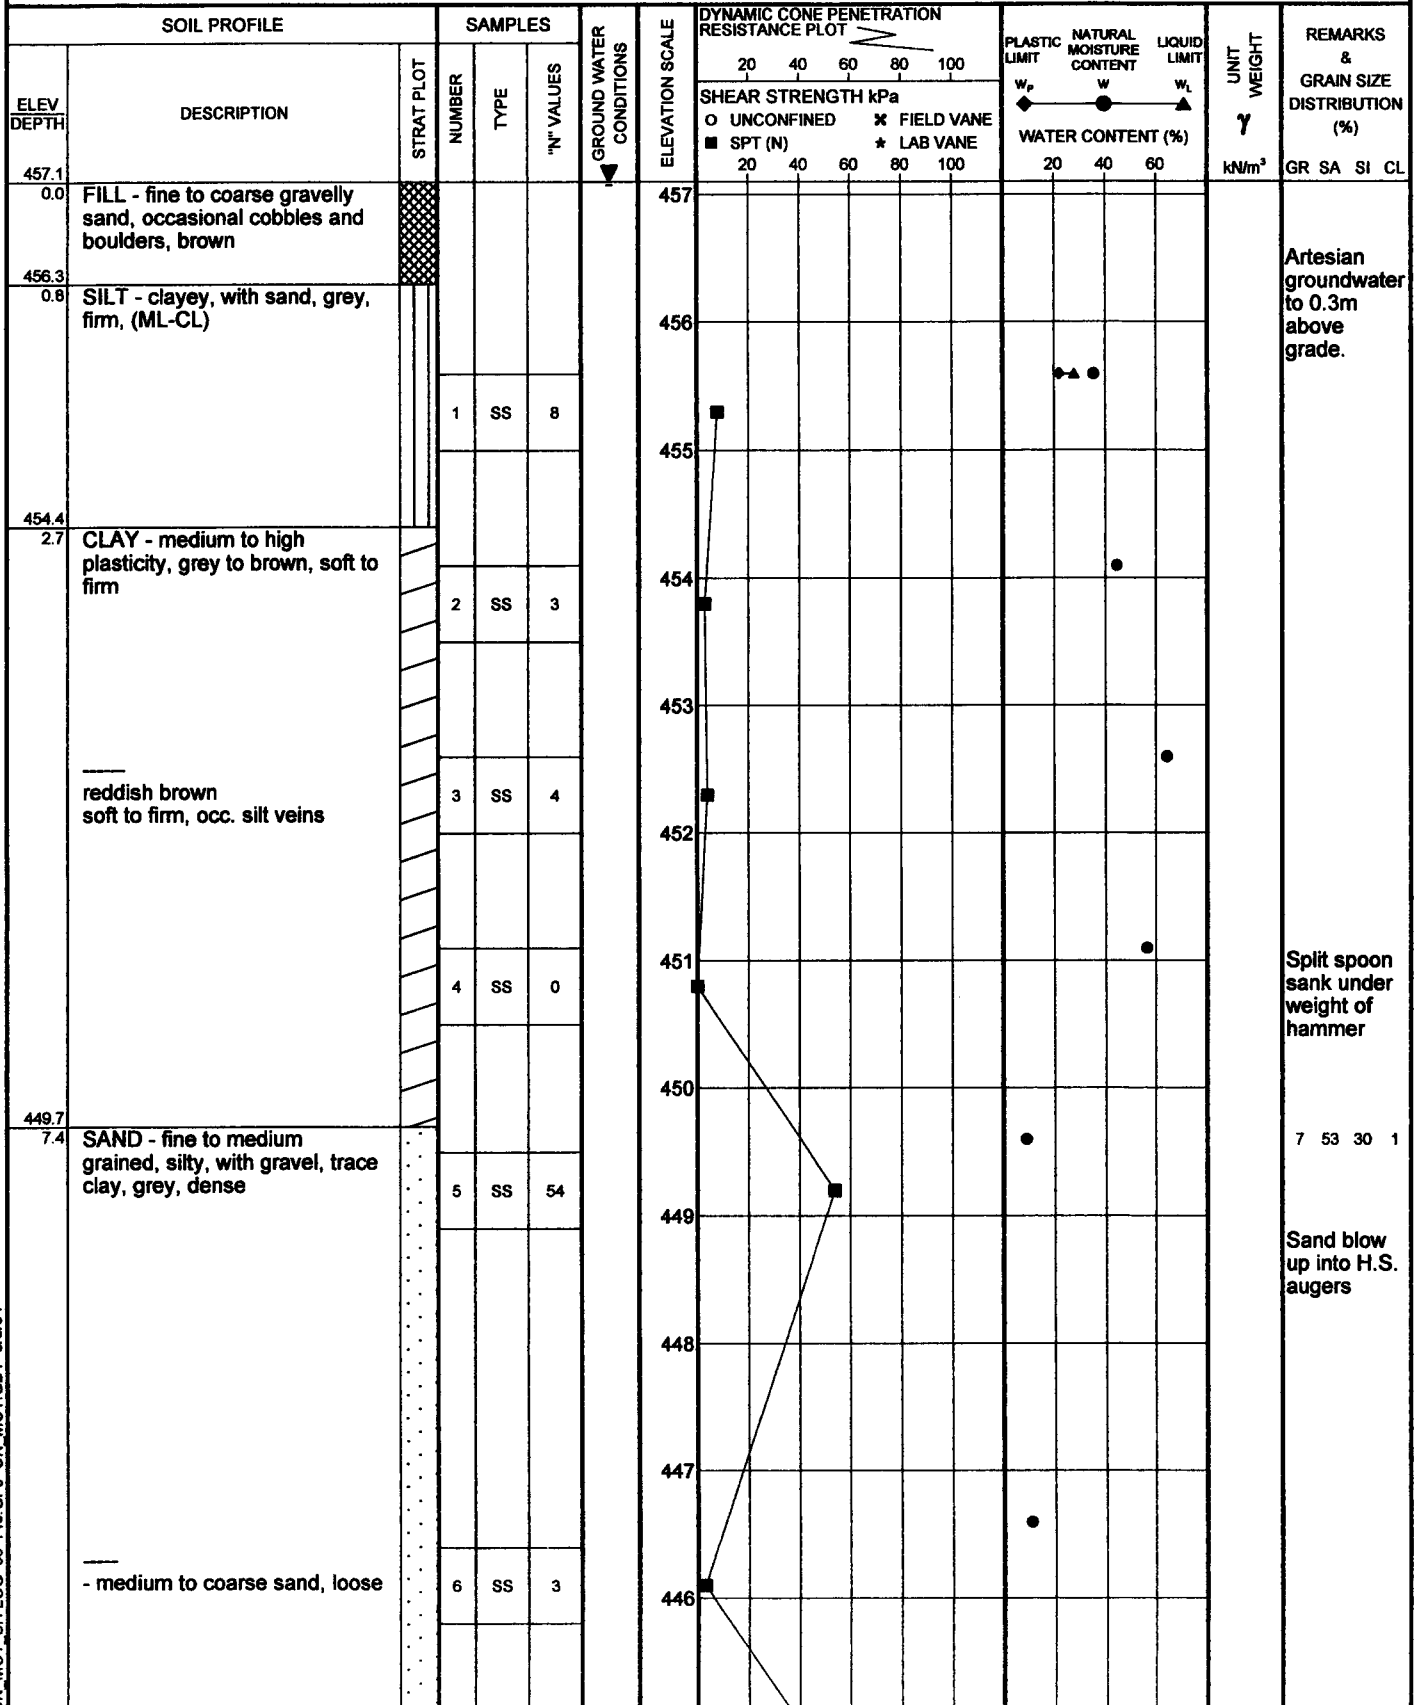 SOIL PROFILE
SAMPLES
GROUND WATER
CONDITIONS
ELEVATION SCALE
DYNAMIC CONE PENETRATION
RESISTANCE PLOT
20 40 60 80 100
SHEAR STRENGTH kPa
UNCONFINED
FIELD VANE
SPT (N)
LAB VANE
20 40 60 80 100
PLASTIC
LIMIT
NATURAL
MOISTURE
CONTENT
LIQUID
LIMIT
WP
W
WL
WATER CONTENT (%)
20 40 60
UNIT
WEIGHT
γ
kN/m³
REMARKS
&
GRAIN SIZE
DISTRIBUTION
(%)
GR SA SI CL
ELEV
DEPTH
DESCRIPTION
STRAT PLOT
NUMBER
TYPE
"N" VALUES
457.1
0.0
FILL - fine to coarse gravelly
sand, occasional cobbles and
boulders, brown
457
Artesian
groundwater
to 0.3m
above
grade.
456.3
0.8
SILT - clayey, with sand, grey,
firm, (ML-CL)
456
1 SS 8
455
454.4
2.7
CLAY - medium to high
plasticity, grey to brown, soft to
firm
454
2 SS 3
453
reddish brown
soft to firm, occ. silt veins
3 SS 4
452
451
4 SS 0
Split spoon
sank under
weight of
hammer
450
449.7
7.4
SAND - fine to medium
grained, silty, with gravel, trace
clay, grey, dense
7 53 30 1
5 SS 54
449
Sand blow
up into H.S.
augers
448
447
- medium to coarse sand, loose
6 SS 3
446